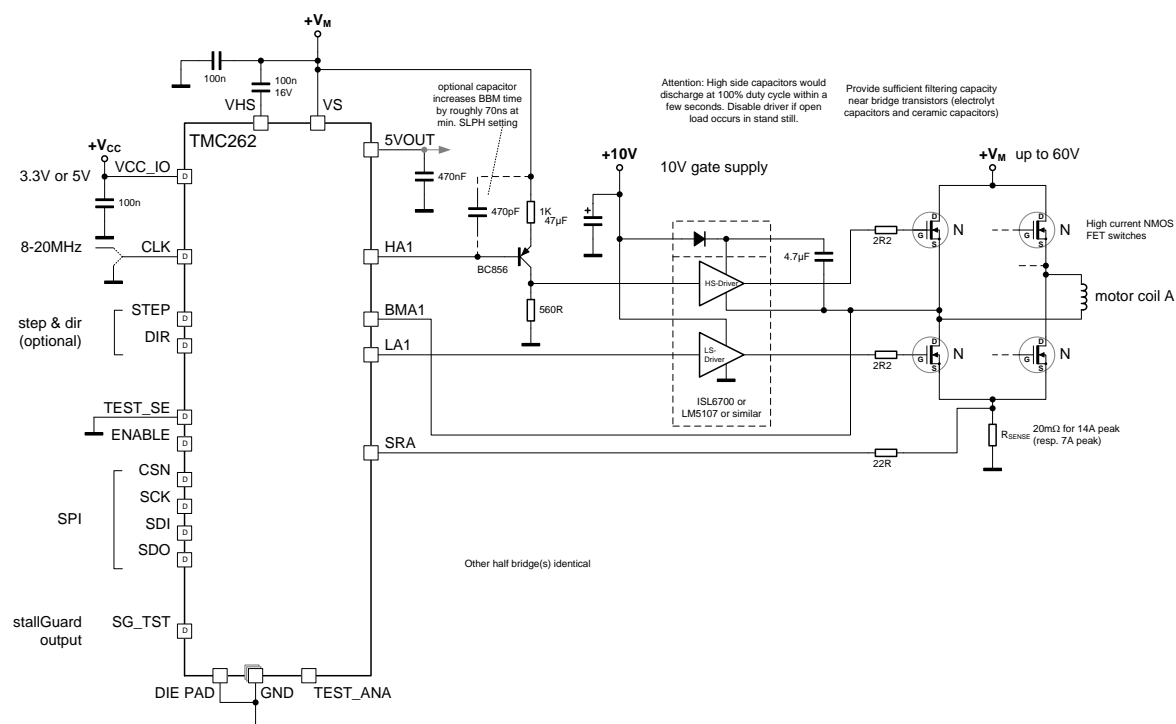 +VM
100n
100n
16V
VHS
VS
TMC262
optional capacitor
increases BBM time
by roughly 70ns at
min. SLPH setting
Attention: High side capacitors would
discharge at 100% duty cycle within a
few seconds. Disable driver if open
load occurs in stand still.
Provide sufficient filtering capacity
near bridge transistors (electrolyt
capacitors and ceramic capacitors)
+VCC
VCC_IO
3.3V or 5V
D
100n
5VOUT
470nF
470pF
1K
47µF
+10V
10V gate supply
+
+VM
up to 60V
8-20MHz
CLK
D
HA1
BC856
560R
4.7µF
HS-Driver
2R2
D
G
S
N
D
G
S
N
High current NMOS
FET switches
motor coil A
STEP
D
step & dir
(optional)
DIR
D
BMA1
LA1
LS-
Driver
2R2
D
G
S
N
D
G
S
N
ISL6700 or
LM5107 or similar
TEST_SE
D
ENABLE
D
SRA
22R
RSENSE
20mΩ for 14A peak
(resp. 7A peak)
CSN
D
SCK
D
SPI
SDI
D
SDO
D
Other half bridge(s) identical
stallGuard
output
SG_TST
D
DIE PAD
GND
TEST_ANA